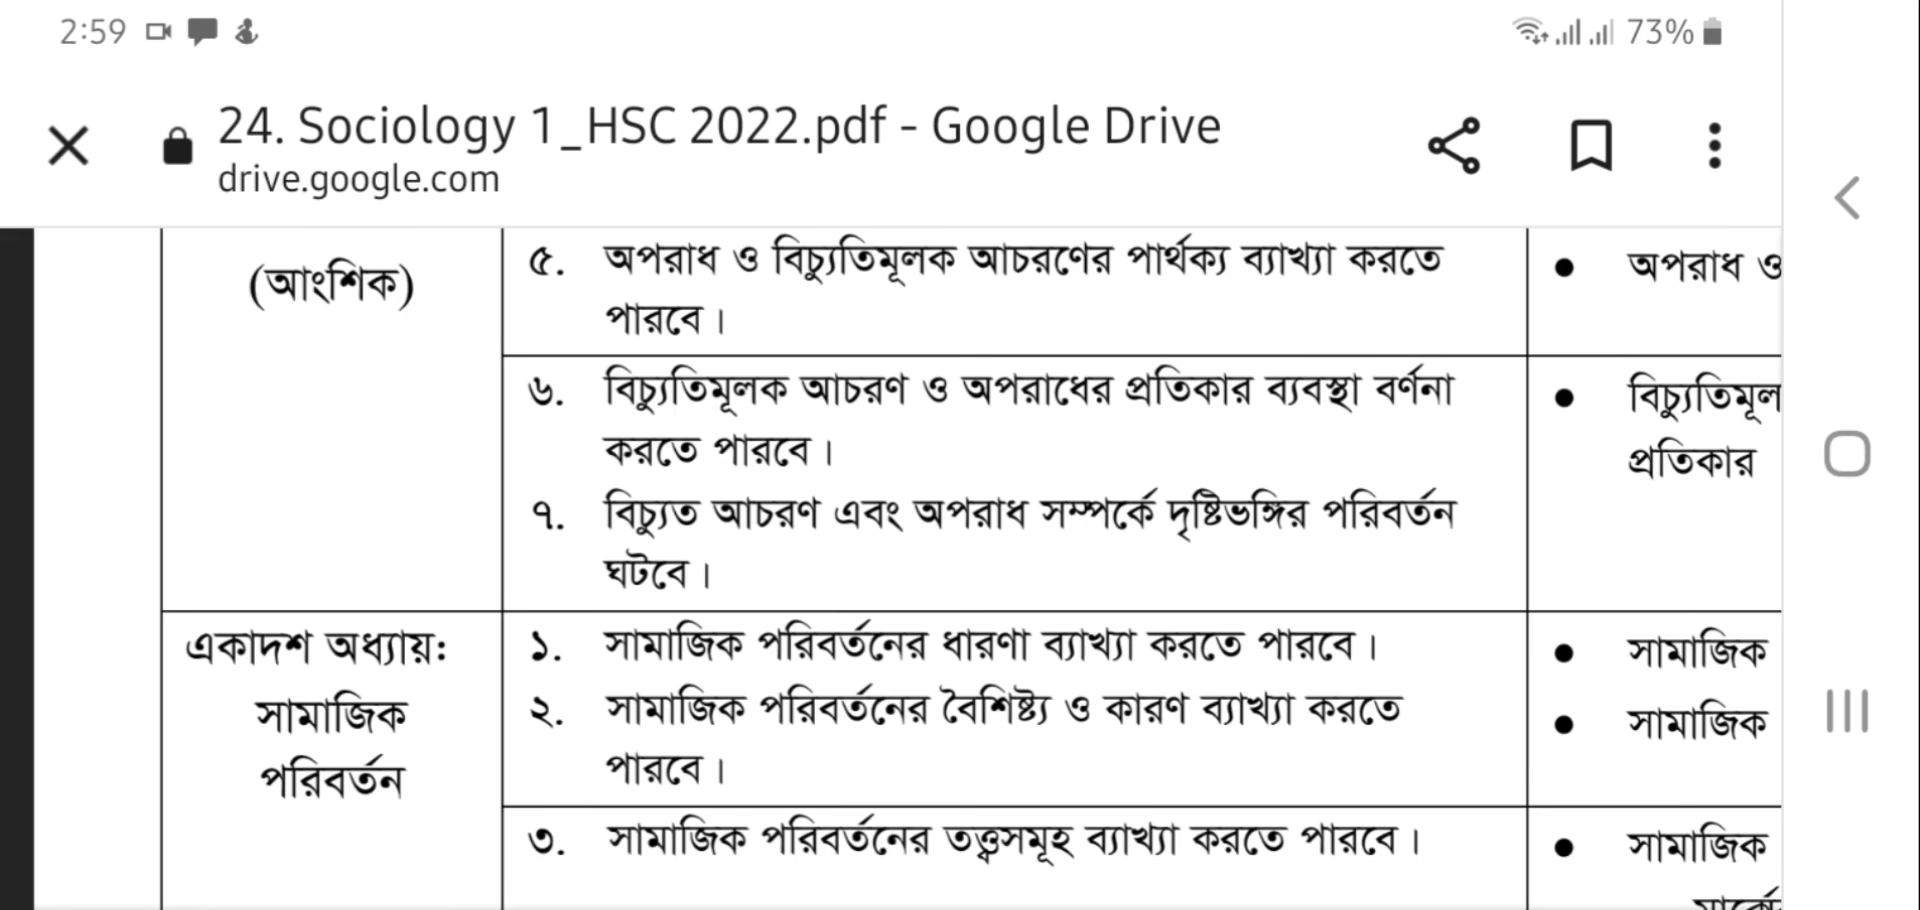 2:59
73%
24. Sociology 1_HSC 2022.pdf - Google Drive
drive.google.com
(আংশিক)
৫. অপরাধ ও বিচ্যুতিমূলক আচরণের পার্থক্য ব্যাখ্যা করতে
পারবে।
• অপরাধ ও
৬. বিচ্যুতিমূলক আচরণ ও অপরাধের প্রতিকার ব্যবস্থা বর্ণনা
করতে পারবে।
৭. বিচ্যুত আচরণ এবং অপরাধ সম্পর্কে দৃষ্টিভঙ্গির পরিবর্তন
ঘটবে।
• বিচ্যুতিমূল
প্রতিকার
একাদশ অধ্যায়:
সামাজিক
পরিবর্তন
১. সামাজিক পরিবর্তনের ধারণা ব্যাখ্যা করতে পারবে।
২. সামাজিক পরিবর্তনের বৈশিষ্ট্য ও কারণ ব্যাখ্যা করতে
পারবে।
• সামাজিক
• সামাজিক
৩. সামাজিক পরিবর্তনের তত্ত্বসমূহ ব্যাখ্যা করতে পারবে।
• সামাজিক